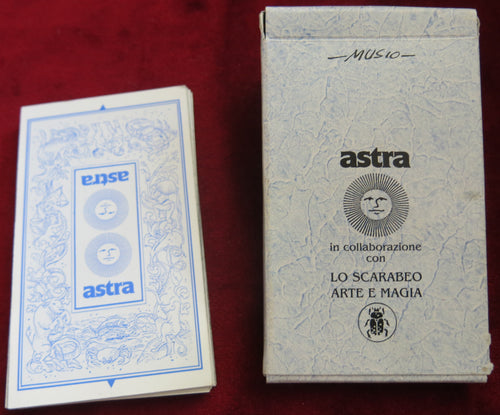 astra
astra
–MUSIO–
astra
in collaborazione
con
LO SCARABEO
ARTE E MAGIA